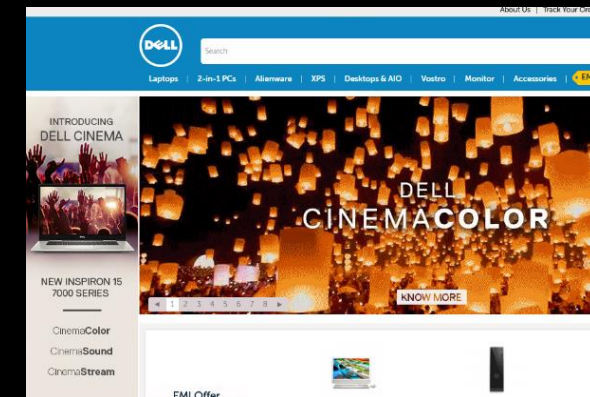 About Us | Track Your Or
DELL
Search
Laptops | 2-in-1 PCs | Alienware | XPS | Desktops & AIO | Vostro | Monitor | Accessories | EM
INTRODUCING
DELL CINEMA
NEW INSPIRON 15
7000 SERIES
CinemaColor
CinemaSound
CinemaStream
DELL
CINEMACOLOR
KNOW MORE
◄ 1 2 3 4 5 6 7 8 ►
EMI Offer